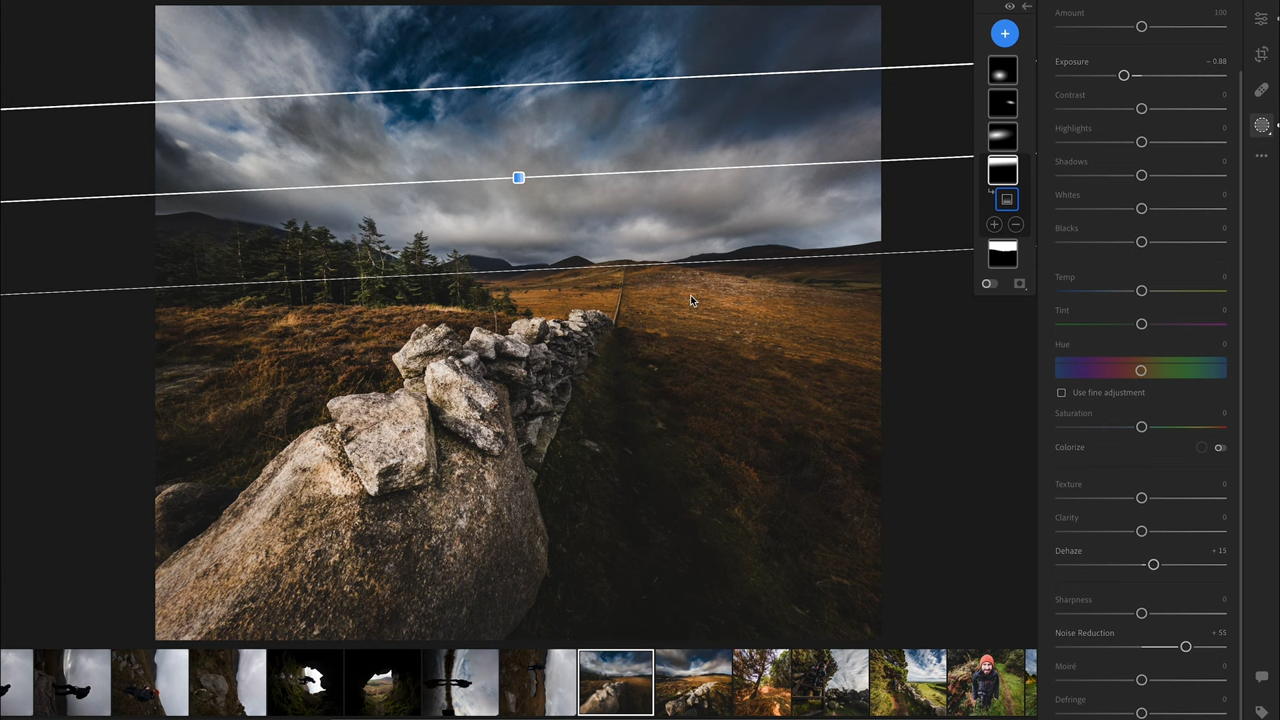 Amount 100
Exposure − 0.88
Contrast 0
Highlights 0
Shadows 0
Whites 0
Blacks 0
Temp 0
Tint 0
Hue 0
Use fine adjustment
Saturation 0
Colorize
Texture 0
Clarity 0
Dehaze + 15
Sharpness 0
Noise Reduction + 55
Moiré 0
Defringe 0